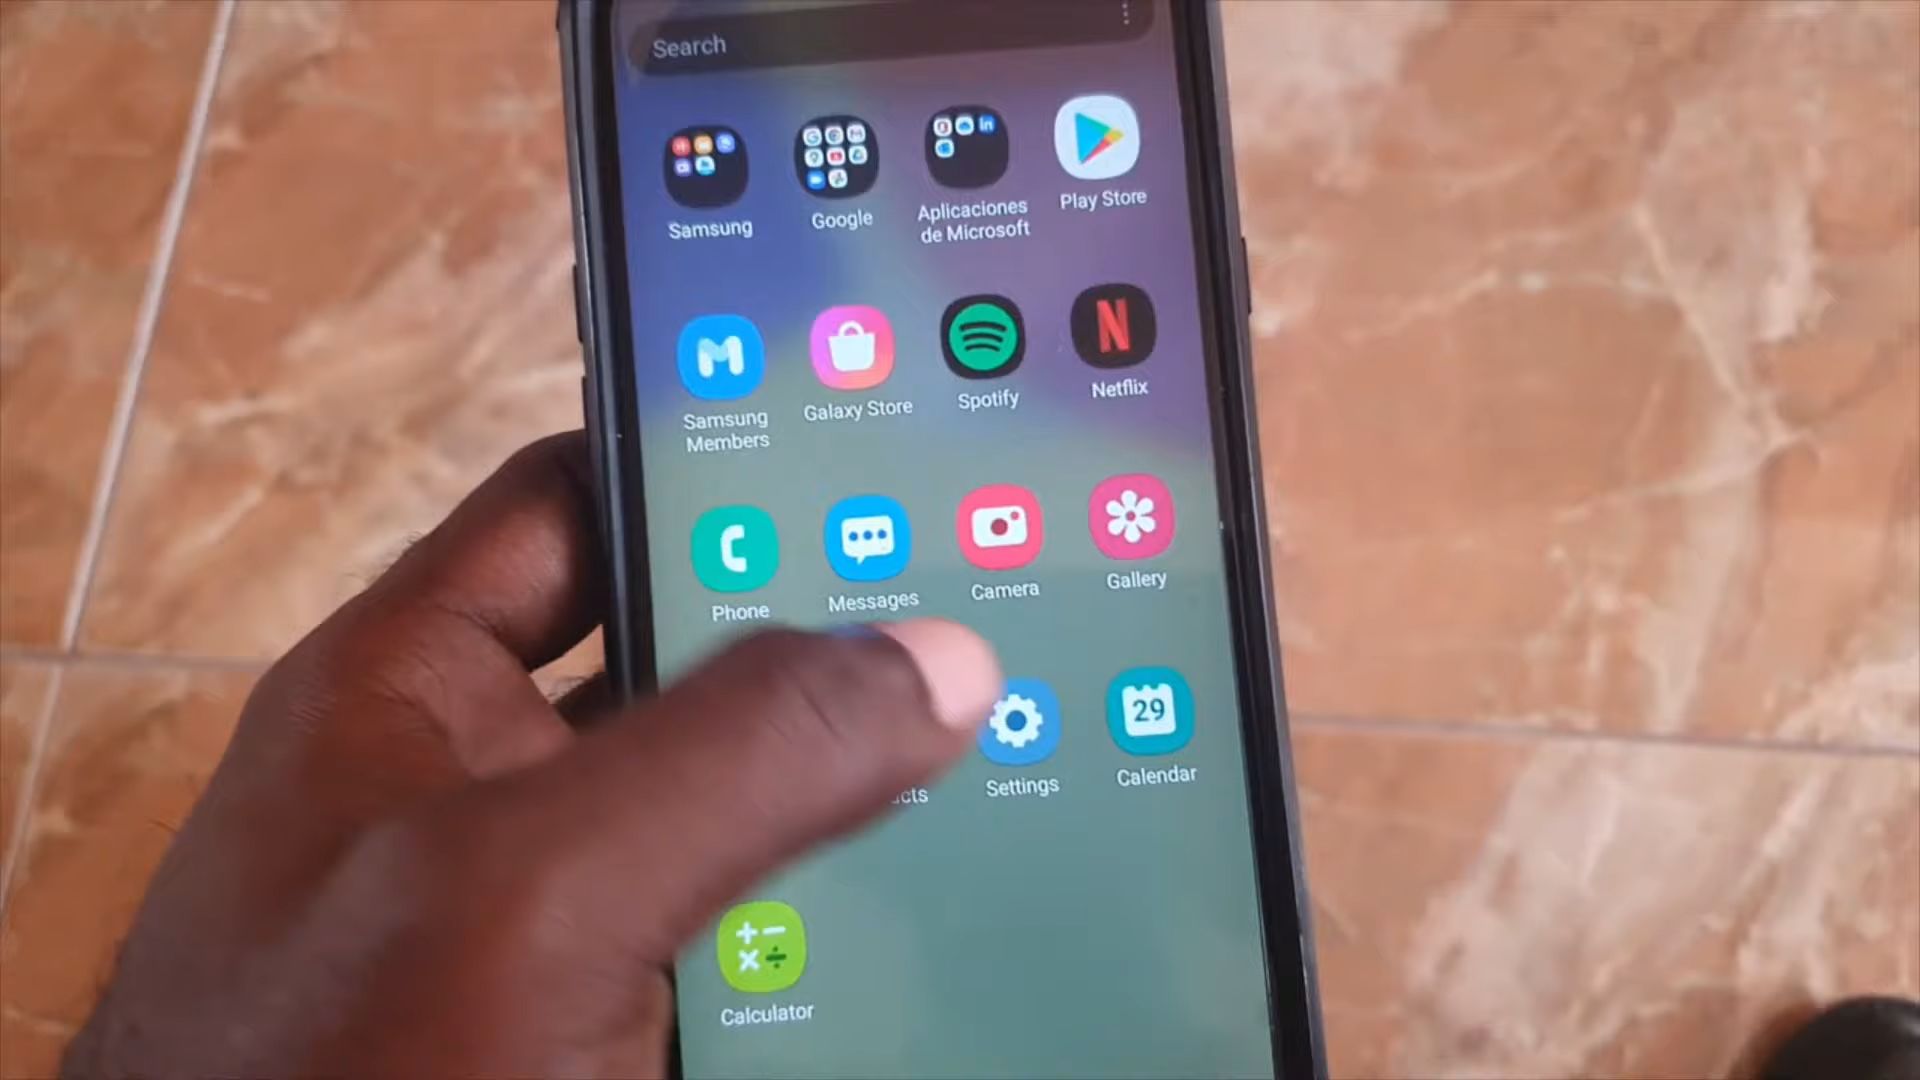 Search
Samsung
Google
Aplicaciones
de Microsoft
Play Store
Samsung
Members
Galaxy Store
Spotify
N
Netflix
Phone
Messages
Camera
Gallery
29
Settings
Calendar
Calculator